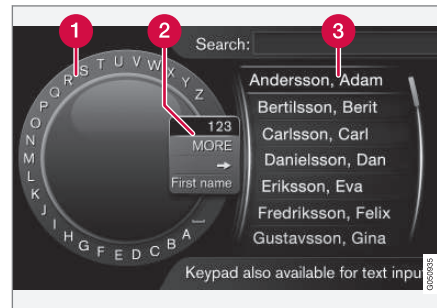 1
2
3
Search:
A B C D E F G H I J K L M N O P Q R S T U V W X Y Z
123
MORE
First name
Andersson, Adam
Bertilsson, Berit
Carlsson, Carl
Danielsson, Dan
Eriksson, Eva
Fredriksson, Felix
Gustavsson, Gina
Keypad also available for text inpu
G050935